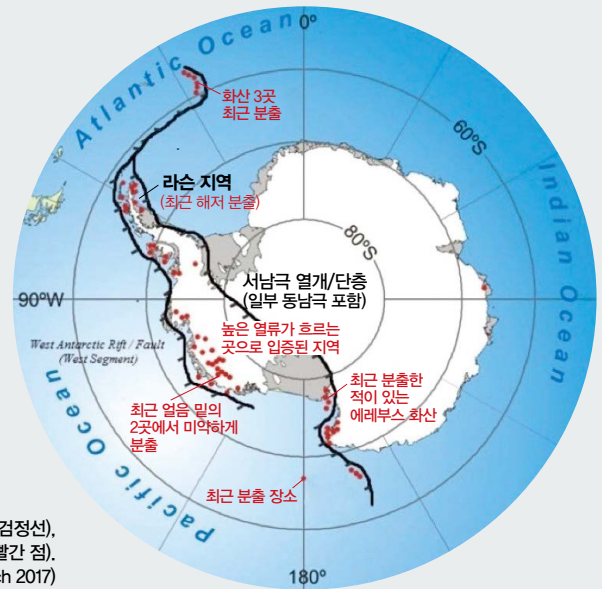 0°
Atlantic Ocean
화산 3곳
최근 분출
60°S
라슨 지역
(최근 해저 분출)
Indian Ocean
80°S
서남극 열개/단층
(일부 동남극 포함)
90°W
높은 열류가 흐르는
곳으로 입증된 지역
West Antarctic Rift / Fault
(West Segment)
최근 분출한
적이 있는
에레부스 화산
최근 얼음 밑의
2곳에서 미약하게
분출
Pacific Ocean
최근 분출 장소
검정선),
빨간 점).
ch 2017)
180°